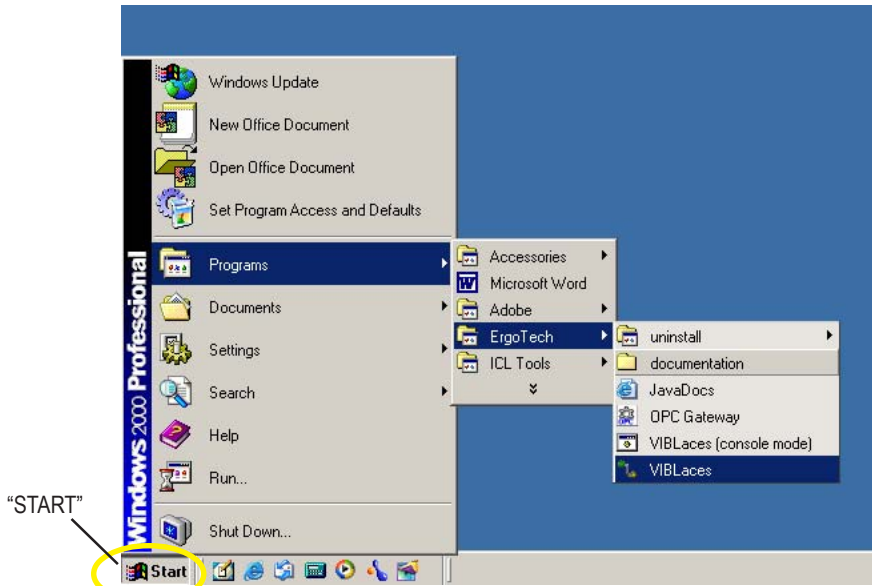 Windows Update
New Office Document
Open Office Document
Set Program Access and Defaults
Programs
Documents
Settings
Search
Help
Run...
Shut Down...
Windows 2000 Professional
Accessories
Microsoft Word
Adobe
ErgoTech
ICL Tools
uninstall
documentation
JavaDocs
OPC Gateway
VIBLaces (console mode)
VIBLaces
“START”
Start